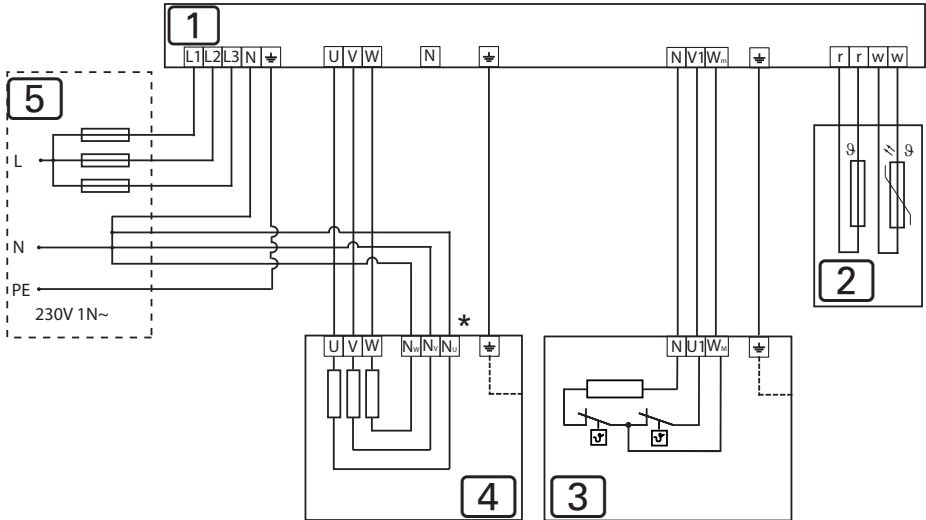 1
L1 L2 L3 N ⏚ U V W N ⏚ N V1 Wm ⏚ r r w w
5
L
N
PE
230V 1N~
ϑ ϑ
2
*
U V W NW NV NU ⏚ N U1 WM ⏚
ϑ ϑ
4 3